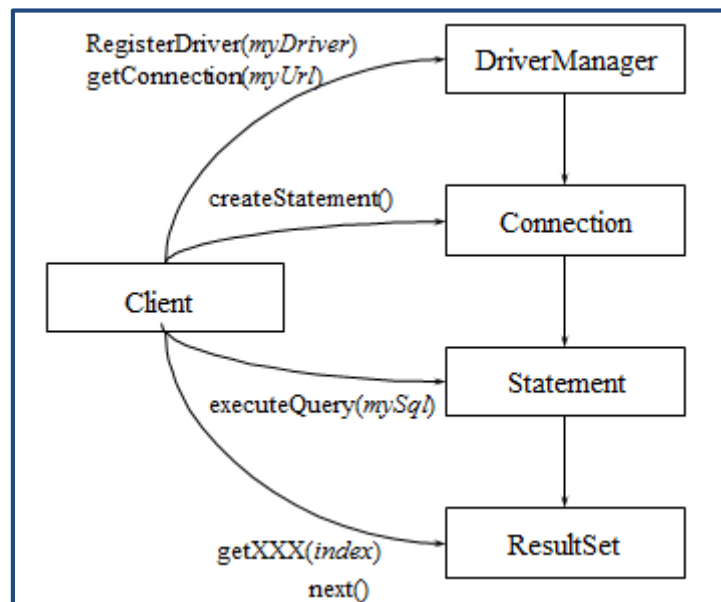 RegisterDriver(myDriver)
getConnection(myUrl)
DriverManager
createStatement()
Connection
Client
Statement
executeQuery(mySql)
getXXX(index)
next()
ResultSet